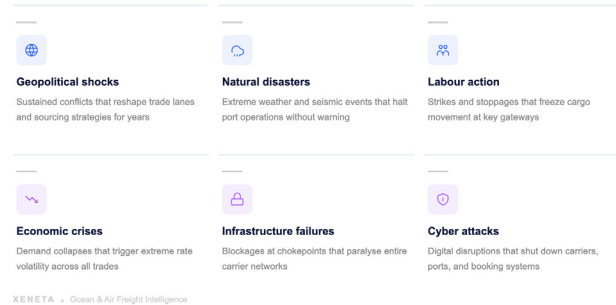 Geopolitical shocks
Sustained conflicts that reshape trade lanes
and sourcing strategies for years
Natural disasters
Extreme weather and seismic events that halt
port operations without warning
Labour action
Strikes and stoppages that freeze cargo
movement at key gateways
Economic crises
Demand collapses that trigger extreme rate
volatility across all trades
Infrastructure failures
Blockages at chokepoints that paralyse entire
carrier networks
Cyber attacks
Digital disruptions that shut down carriers,
ports, and booking systems
XENETA . Ocean & Air Freight Intelligence